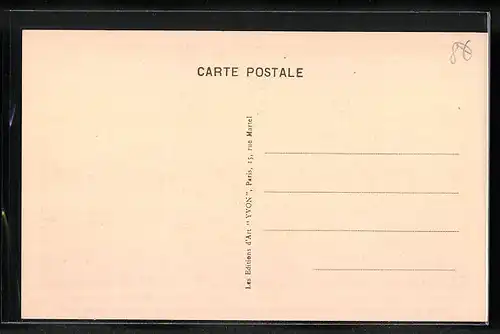 CARTE POSTALE
Les Editions d'Art "YVON", Paris, 15, rue Martel